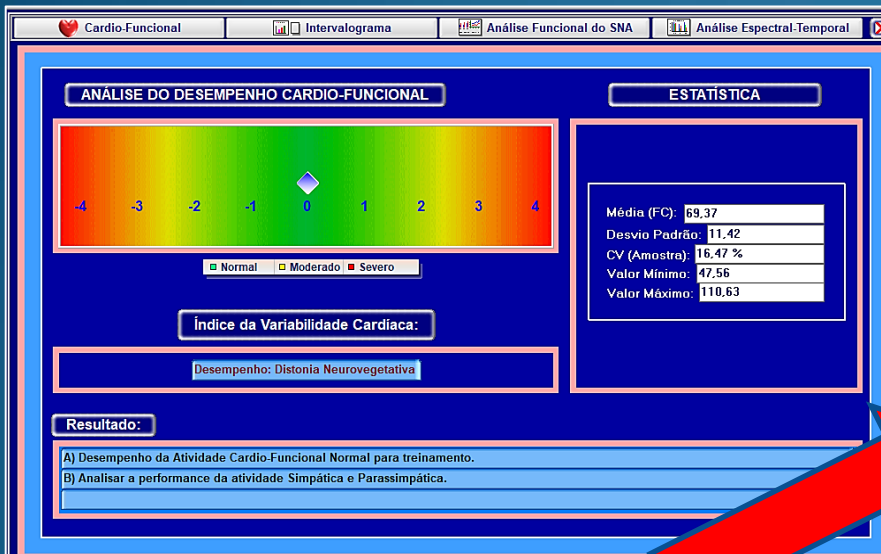 Cardio-Funcional
Intervalograma
Análise Funcional do SNA
Análise Espectral-Temporal
ANÁLISE DO DESEMPENHO CARDIO-FUNCIONAL
ESTATÍSTICA
-4 -3 -2 -1 0 1 2 3 4
Normal Moderado Severo
Média (FC): 69,37
Desvio Padrão: 11,42
CV (Amostra): 16,47 %
Valor Mínimo: 47,56
Valor Máximo: 110,63
Índice da Variabilidade Cardíaca:
Desempenho: Distonia Neurovegetativa
Resultado:
A) Desempenho da Atividade Cardio-Funcional Normal para treinamento.
B) Analisar a performance da atividade Simpática e Parassimpática.